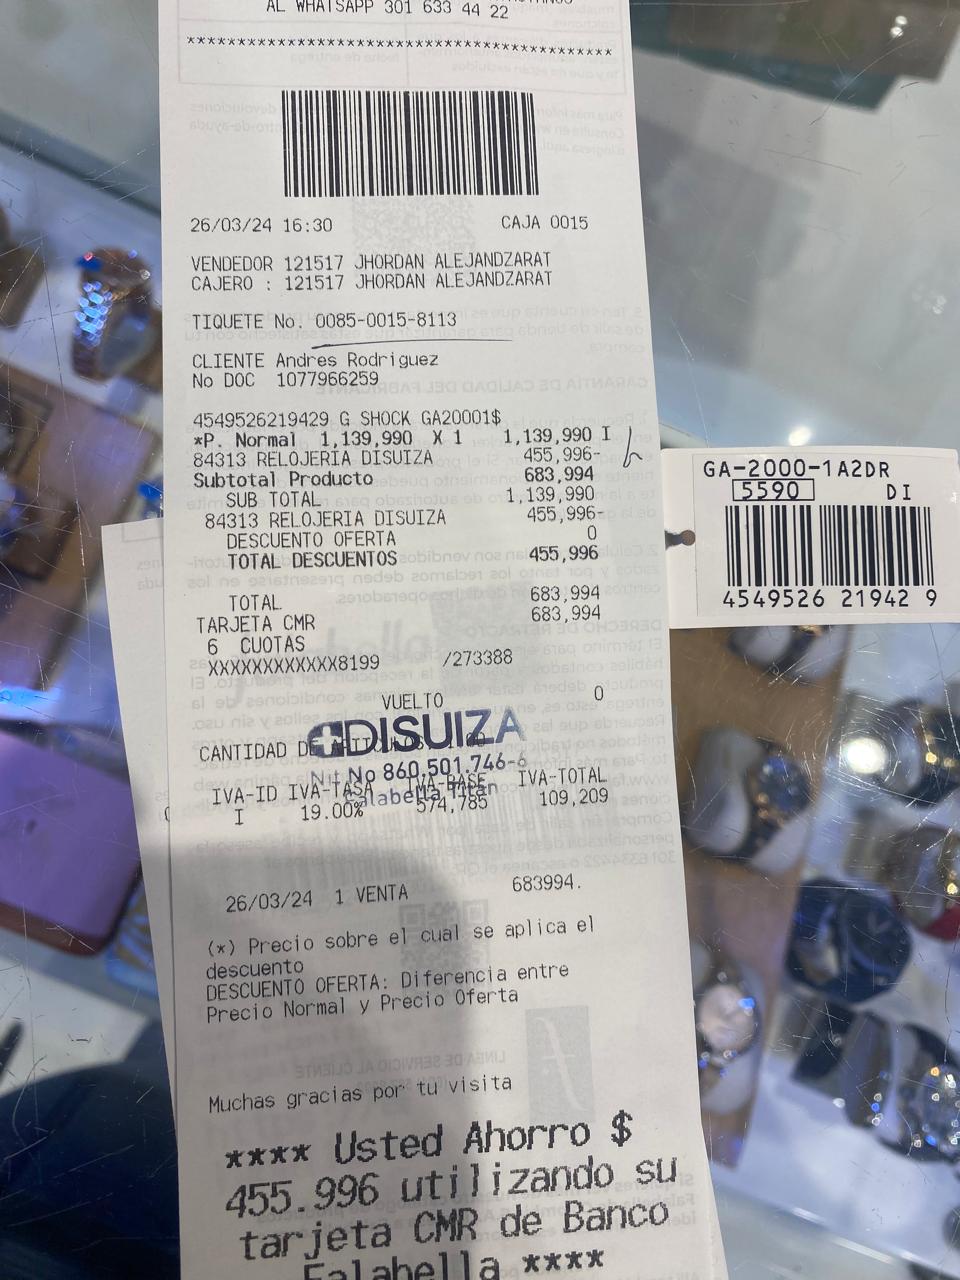 AL WHATSAPP 301 633 44 22
******************************************
26/03/24 16:30 CAJA 0015
VENDEDOR 121517 JHORDAN ALEJANDZARAT
CAJERO : 121517 JHORDAN ALEJANDZARAT
TIQUETE No. 0085-0015-8113
CLIENTE Andres Rodriguez
No DOC 1077966259
4549526219429 G SHOCK GA20001$
*P. Normal 1,139,990 X 1 1,139,990 I
84313 RELOJERIA DISUIZA 455,996-
Subtotal Producto 683,994
SUB TOTAL 1,139,990
84313 RELOJERIA DISUIZA 455,996-
DESCUENTO OFERTA 0
TOTAL DESCUENTOS 455,996
TOTAL 683,994
TARJETA CMR 683,994
6 CUOTAS
XXXXXXXXXXXX8199 /273388
VUELTO 0
DISUIZA
CANTIDAD DE
Nit No 860.501.746-6
IVA-ID IVA-TASA IVA-BASE IVA-TOTAL
Falabella Titán
I 19.00% 574,785 109,209
26/03/24 1 VENTA 683994.
(*) Precio sobre el cual se aplica el
descuento
DESCUENTO OFERTA: Diferencia entre
Precio Normal y Precio Oferta
Muchas gracias por tu visita
**** Usted Ahorro $
455.996 utilizando su
tarjeta CMR de Banco
Falabella ****
GA-2000-1A2DR
5590 DI
4549526 21942 9